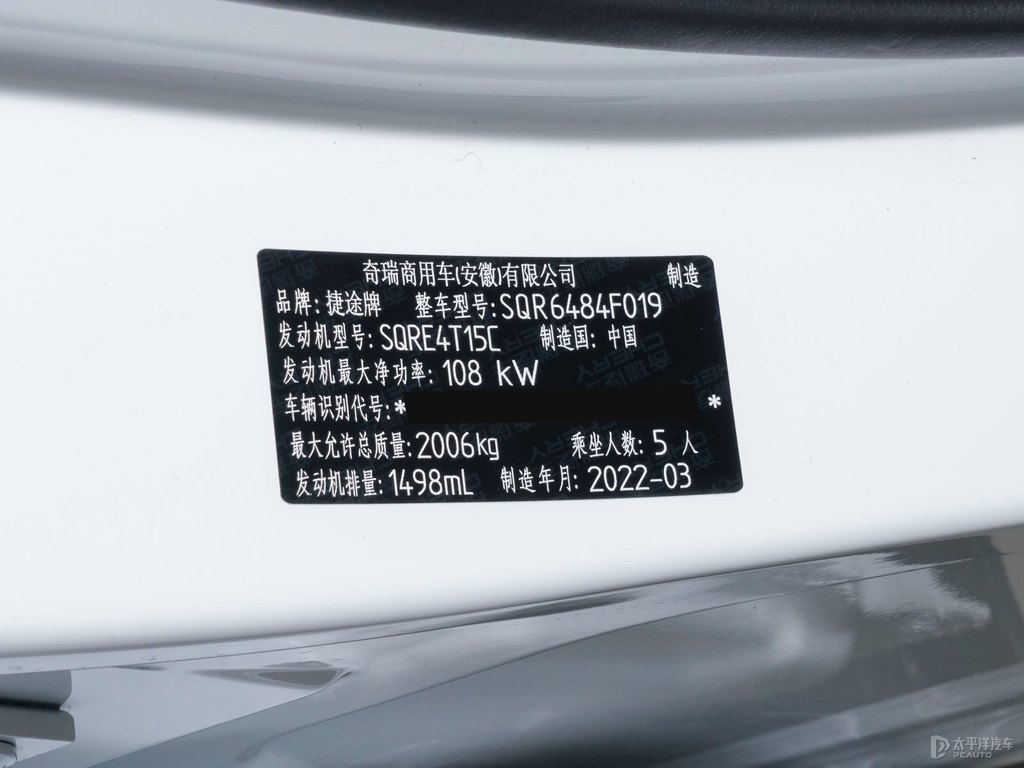 奇瑞商用车(安徽)有限公司 制造
品牌:捷途牌 整车型号:SQR6484F019
发动机型号:SQRE4T15C 制造国:中国
发动机最大净功率:108 kW
车辆识别代号:* *
最大允许总质量:2006kg 乘坐人数:5 人
发动机排量:1498mL 制造年月:2022-03
太平洋汽车
PCAUTO